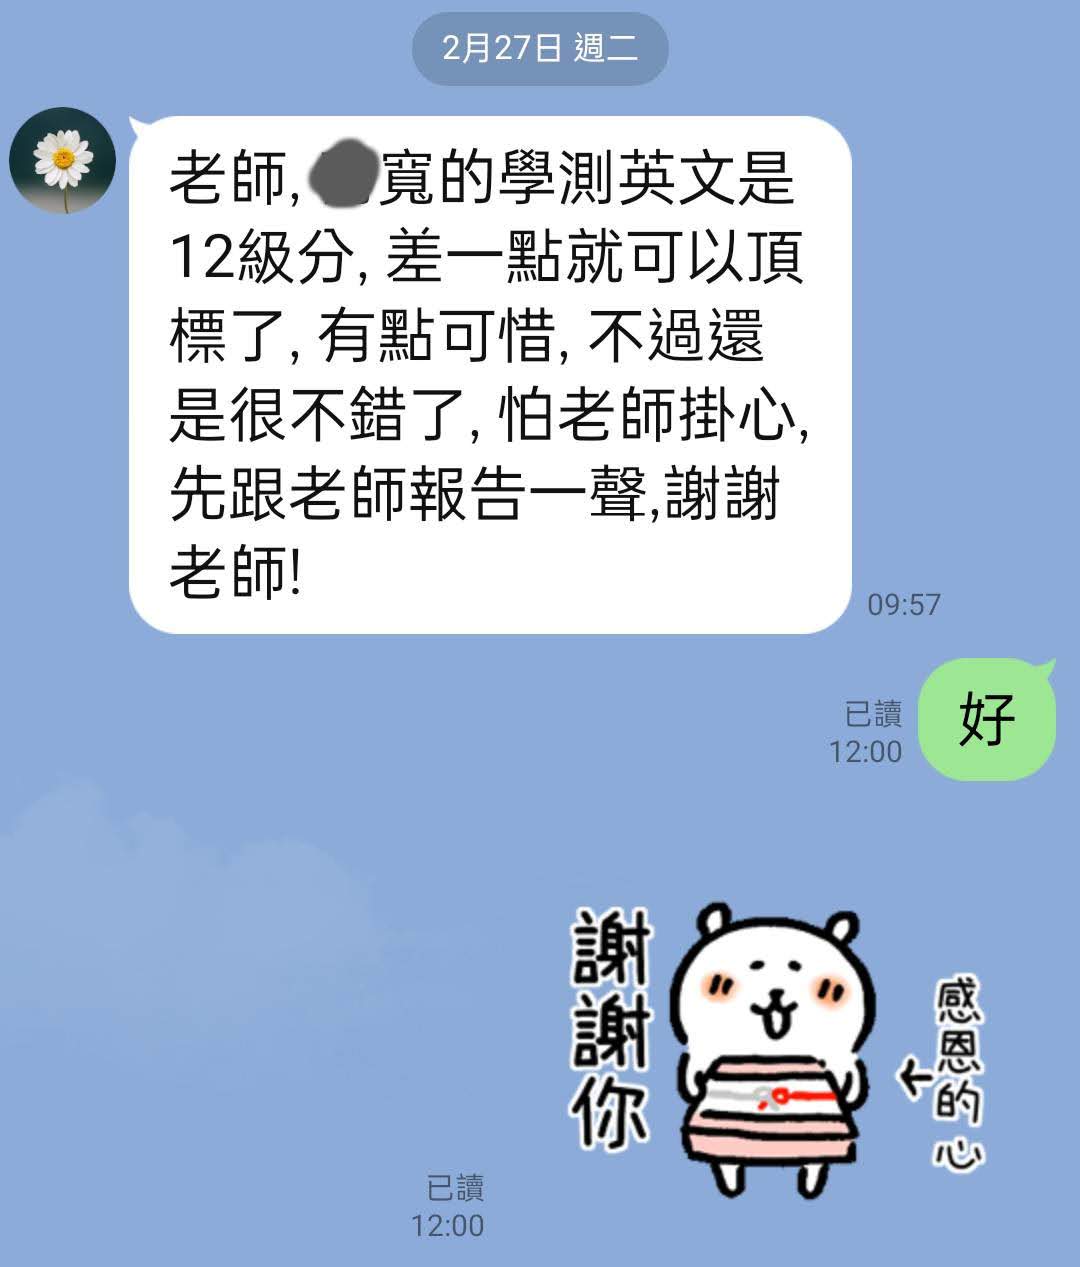 2月27日 週二
老師, 寬的學測英文是
12級分, 差一點就可以頂
標了, 有點可惜, 不過還
是很不錯了, 怕老師掛心,
先跟老師報告一聲,謝謝
老師!
09:57
好
已讀
12:00
謝謝你
感恩的心
已讀
12:00